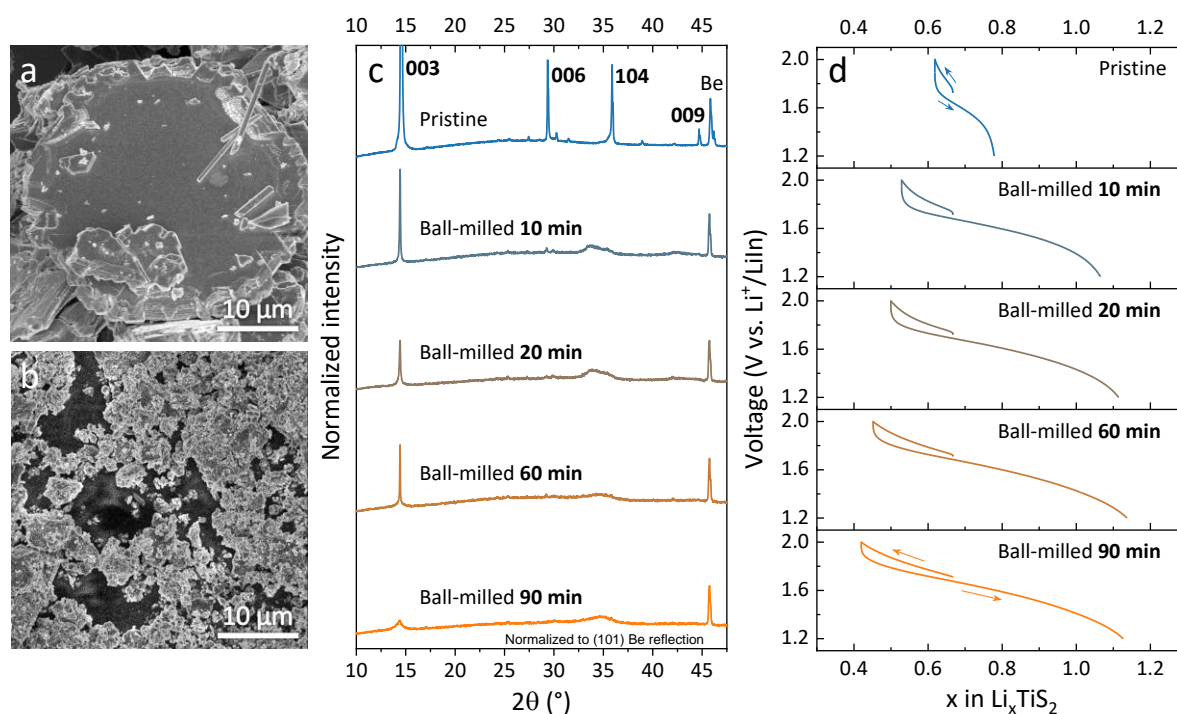 a
10 µm
b
10 µm
c
10 15 20 25 30 35 40 45
003
006
104
009
Be
Pristine
Ball-milled 10 min
Ball-milled 20 min
Ball-milled 60 min
Ball-milled 90 min
Normalized to (101) Be reflection
10 15 20 25 30 35 40 45
2θ (°)
Normalized intensity
d
0.4 0.6 0.8 1.0 1.2
Pristine
2.0
1.6
1.2
Ball-milled 10 min
2.0
1.6
1.2
Ball-milled 20 min
2.0
1.6
1.2
Ball-milled 60 min
2.0
1.6
1.2
Ball-milled 90 min
2.0
1.6
1.2
0.4 0.6 0.8 1.0 1.2
x in LixTiS2
Voltage (V vs. Li+/LiIn)